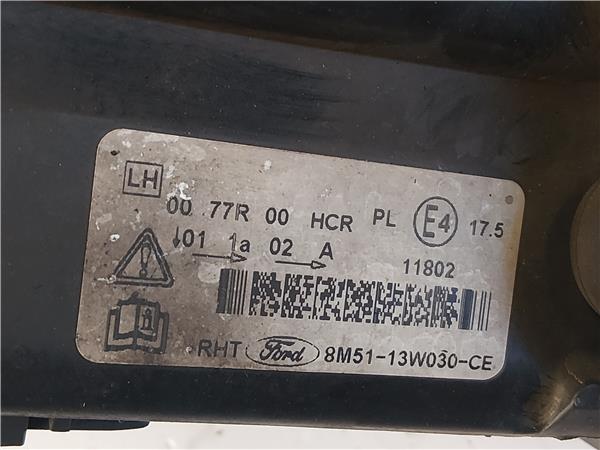 LH
00 77R 00 HCR PL E4 17.5
↓01 1a 02 A
11802
RHT Ford 8M51-13W030-CE